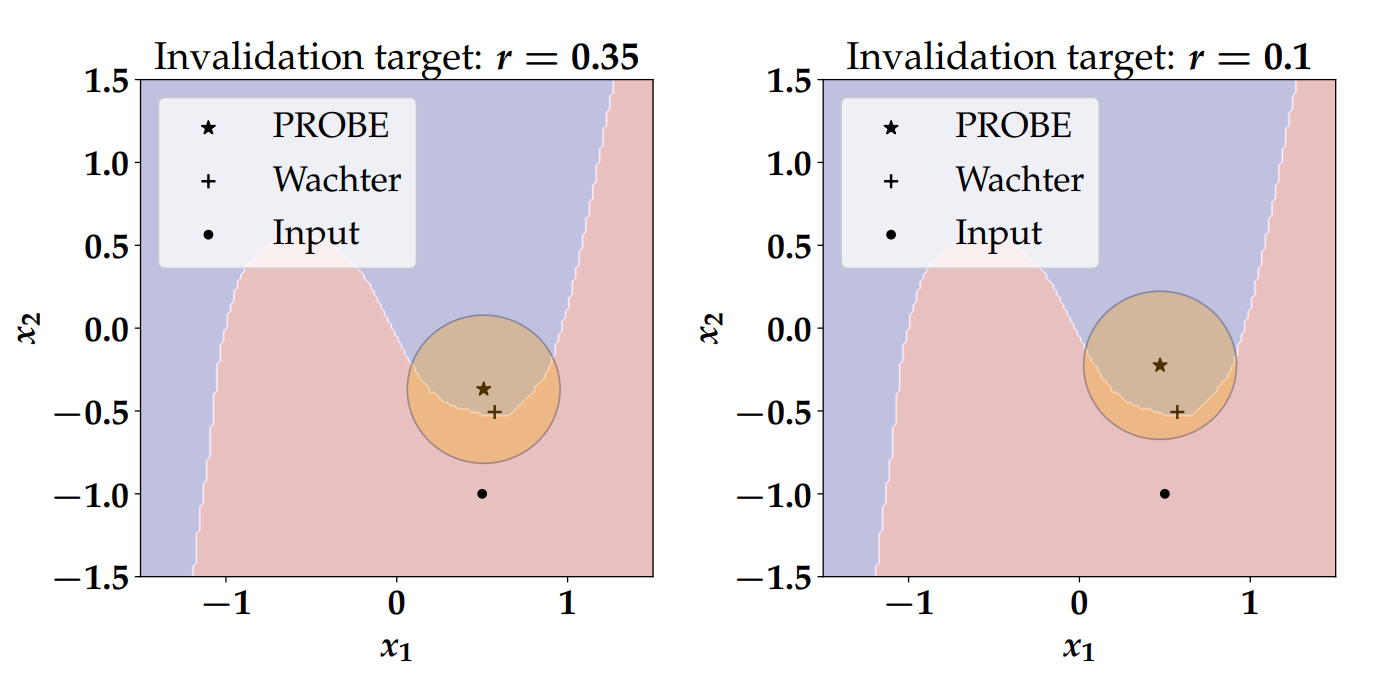 Invalidation target: r = 0.35
1.5
1.0
0.5
0.0
−0.5
−1.0
−1.5
x₂
PROBE
Wachter
Input
−1
0
1
x₁
Invalidation target: r = 0.1
1.5
1.0
0.5
0.0
−0.5
−1.0
−1.5
x₂
PROBE
Wachter
Input
−1
0
1
x₁